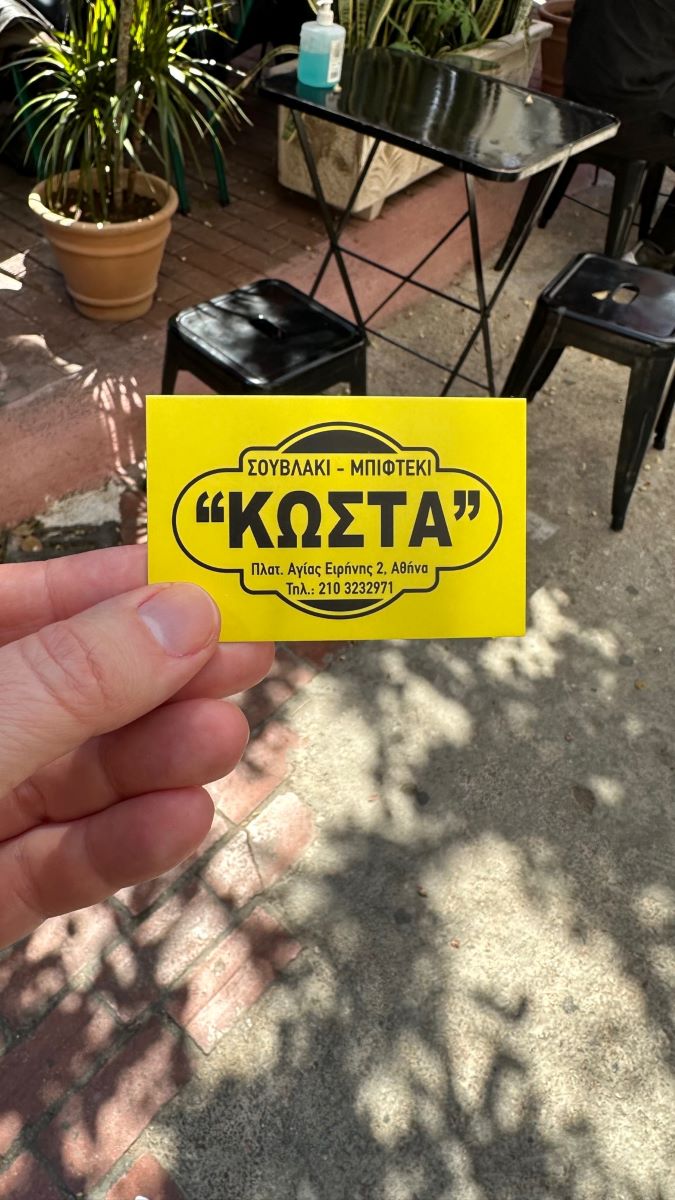 ΣΟΥΒΛΑΚΙ - ΜΠΙΦΤΕΚΙ
“ΚΩΣΤΑ”
Πλατ. Αγίας Ειρήνης 2, Αθήνα
Τηλ.: 210 3232971